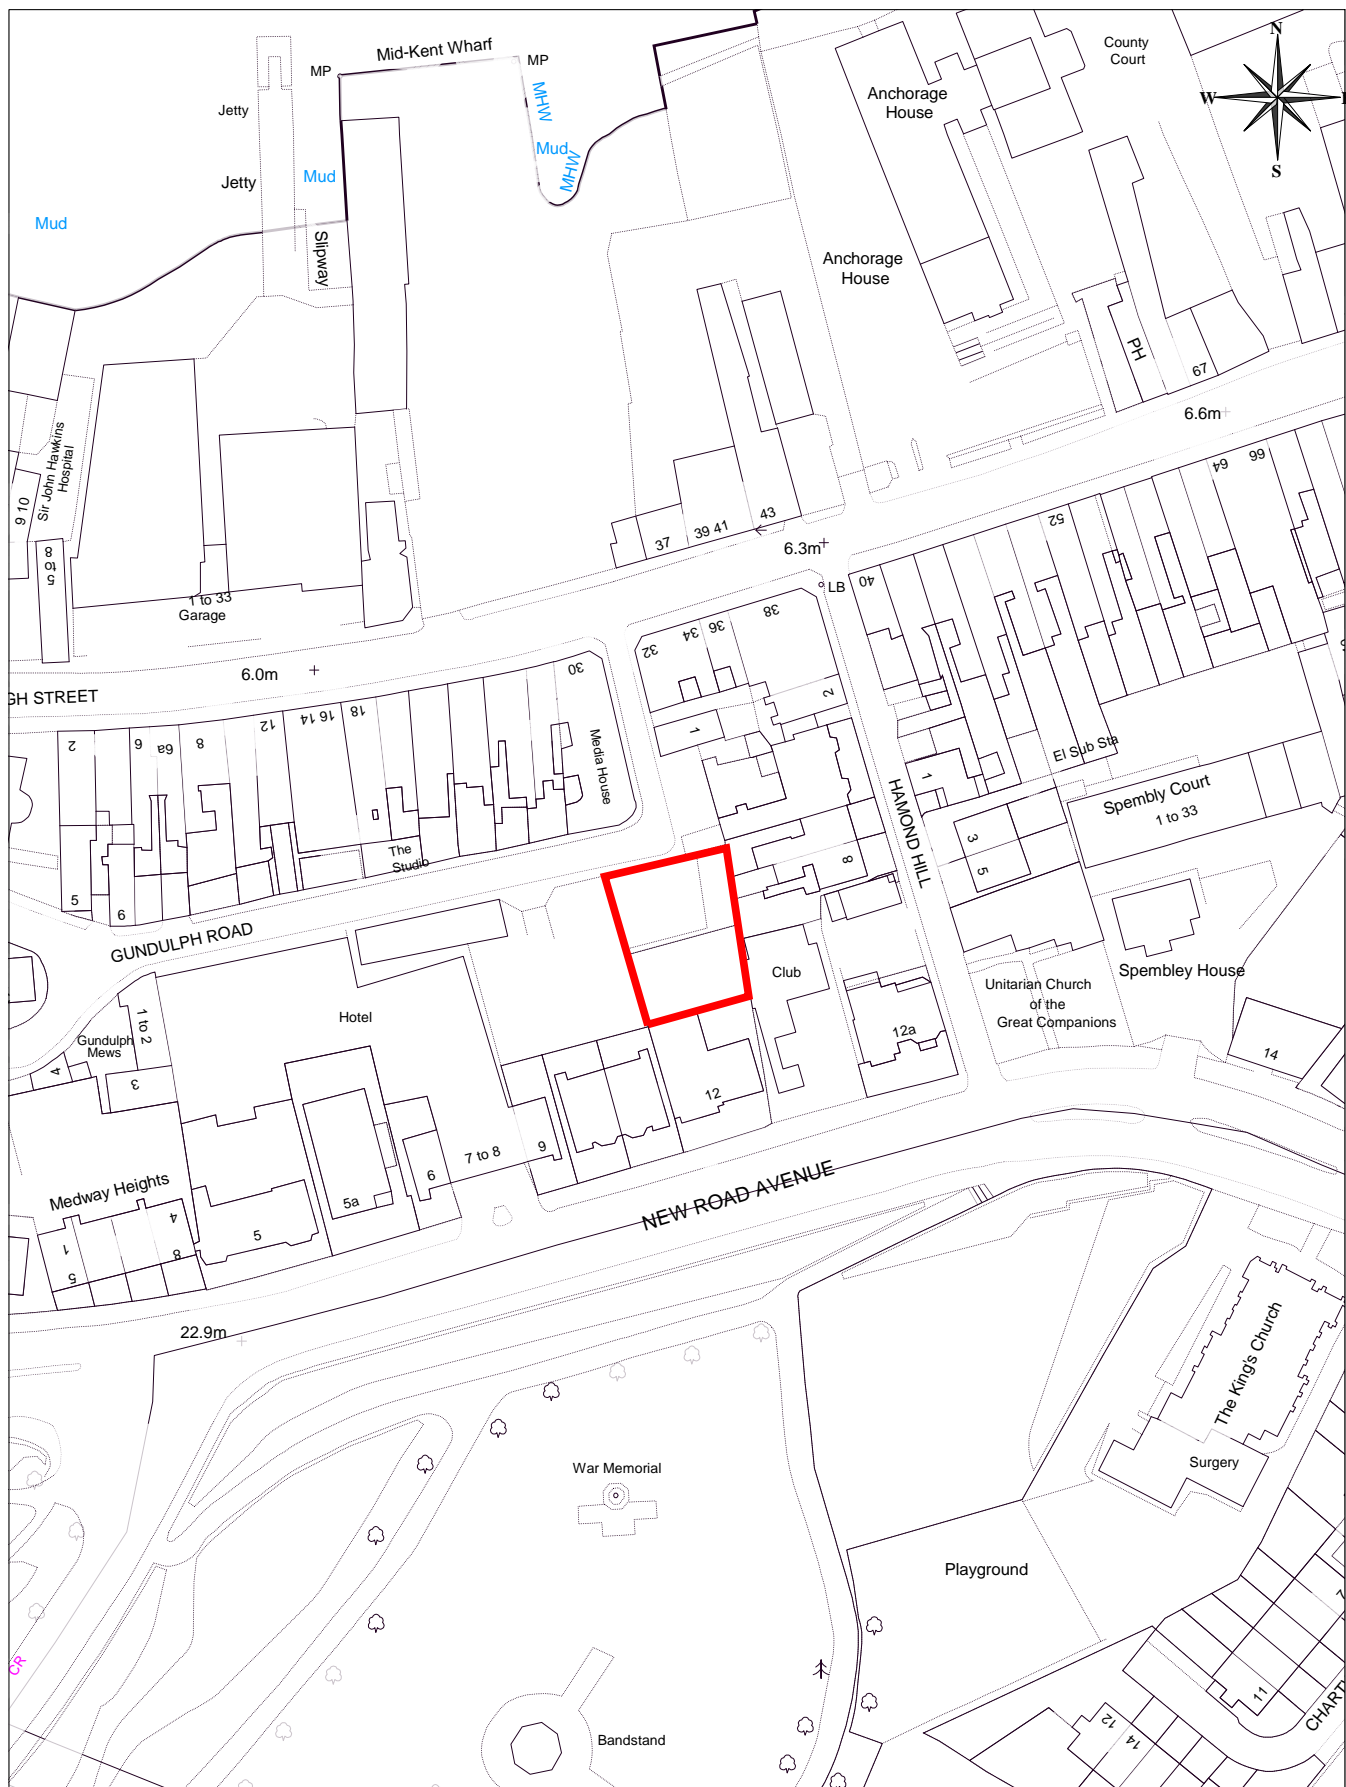 Mid-Kent Wharf
MP
MP
County
Court
N
W
S
Anchorage
House
Jetty
MHW
Mud
MHW
Jetty
Mud
Mud
Slipway
Anchorage
House
PH
67
6.6m
Sir John Hawkins
Hospital
9 10
5 to 8
1 to 33
Garage
37
39 41
43
6.3m
LB
40
52
64
66
6.0m
GH STREET
32
34
36
38
30
2
6
6a
8
12
16 14
18
Media House
1
2
HAMOND HILL
1
El Sub Sta
Spembly Court
1 to 33
3
5
The
Studio
8
5
6
GUNDULPH ROAD
Club
Spembley House
Unitarian Church
of the
Great Companions
12a
14
Hotel
1 to 2
Gundulph
Mews
4
3
12
9
7 to 8
6
5a
5
Medway Heights
1
5
4
8
NEW ROAD AVENUE
22.9m
The King's Church
Surgery
War Memorial
Playground
Bandstand
CR
7
11
12
14
CHART